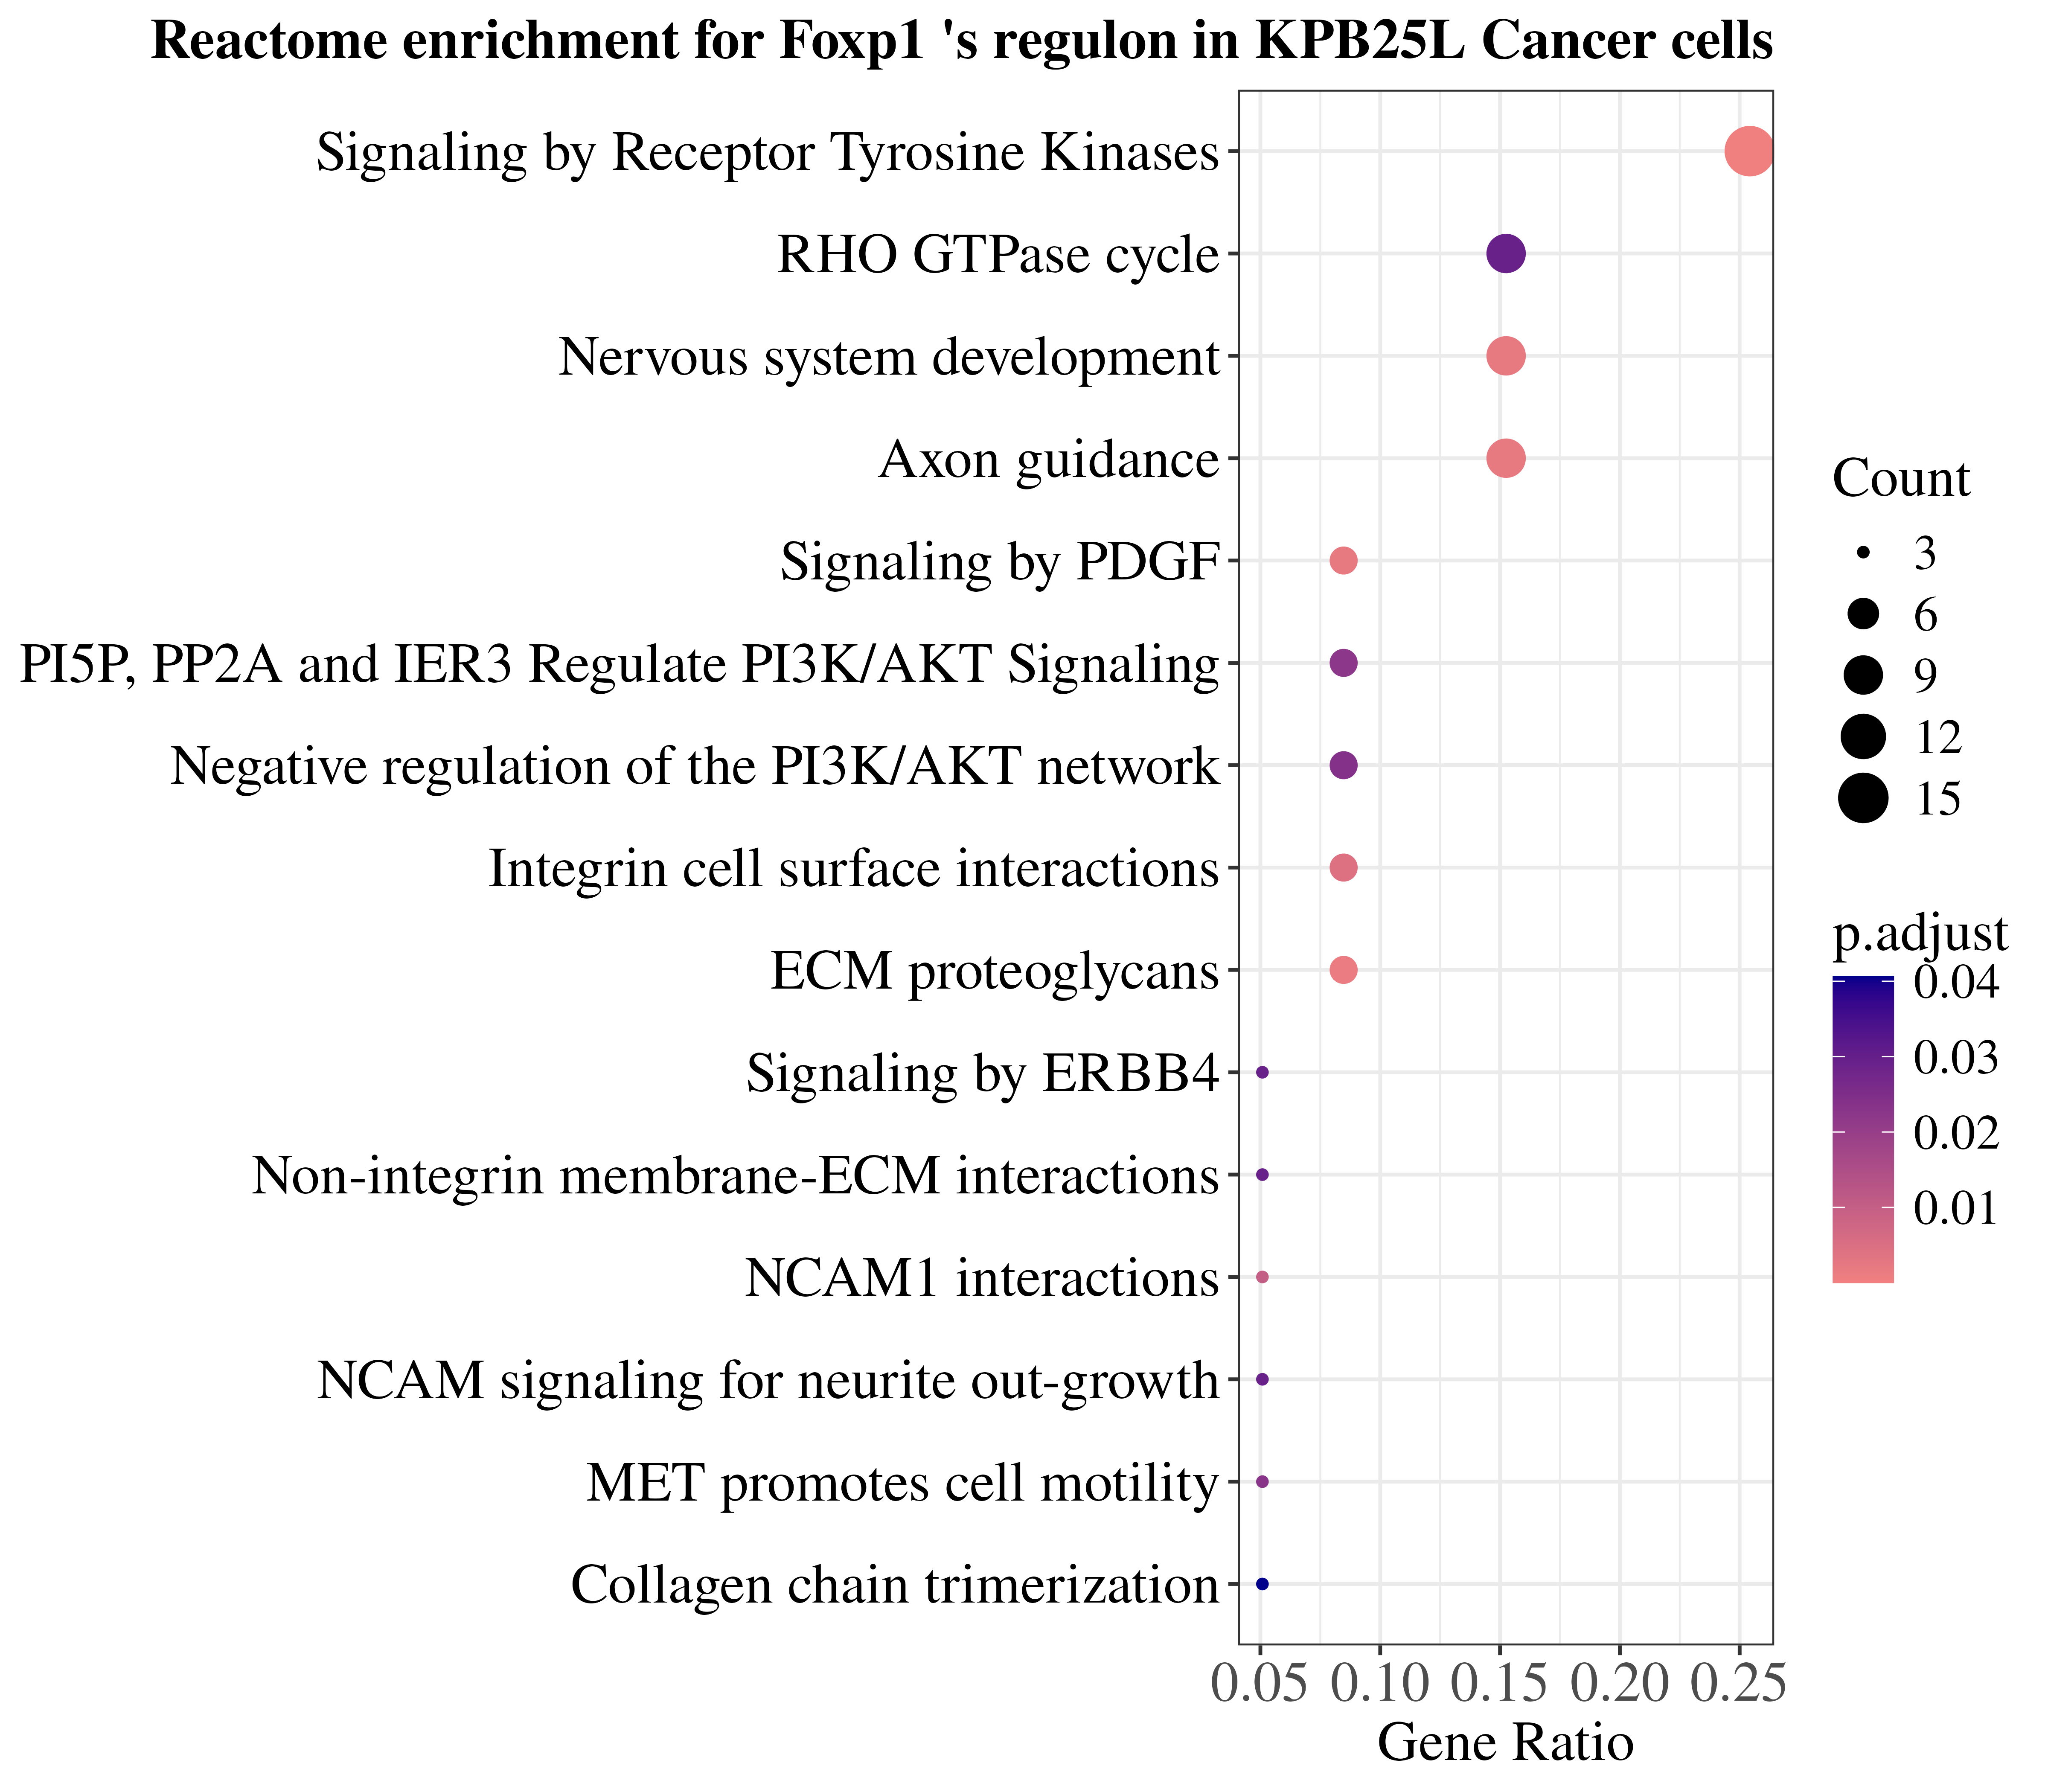 Reactome enrichment for Foxp1 's regulon in KPB25L Cancer cells
Signaling by Receptor Tyrosine Kinases
RHO GTPase cycle
Nervous system development
Axon guidance
Signaling by PDGF
PI5P, PP2A and IER3 Regulate PI3K/AKT Signaling
Negative regulation of the PI3K/AKT network
Integrin cell surface interactions
ECM proteoglycans
Signaling by ERBB4
Non-integrin membrane-ECM interactions
NCAM1 interactions
NCAM signaling for neurite out-growth
MET promotes cell motility
Collagen chain trimerization
0.05 0.10 0.15 0.20 0.25
Gene Ratio
Count
3
6
9
12
15
p.adjust
0.04
0.03
0.02
0.01